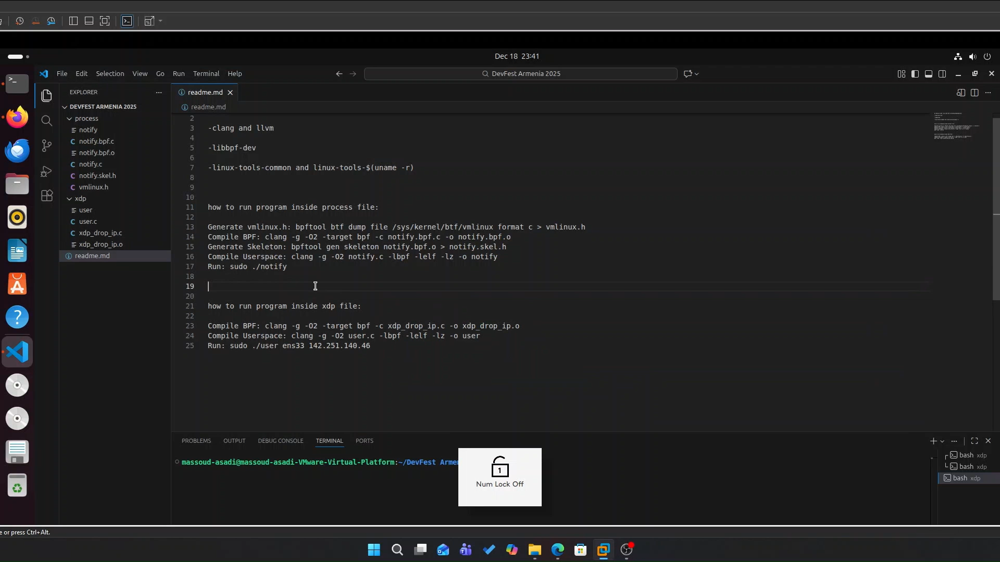 Dec 18 23:41
File Edit Selection View Go Run Terminal Help
DevFest Armenia 2025
EXPLORER
DEVFEST ARMENIA 2025
process
notify
C notify.bpf.c
notify.bpf.o
C notify.c
C notify.skel.h
C vmlinux.h
xdp
user
C user.c
C xdp_drop_ip.c
xdp_drop_ip.o
readme.md
readme.md
readme.md
2
3 -clang and llvm
4
5 -libbpf-dev
6
7 -linux-tools-common and linux-tools-$(uname -r)
8
9
10
11 how to run program inside process file:
12
13 Generate vmlinux.h: bpftool btf dump file /sys/kernel/btf/vmlinux format c > vmlinux.h
14 Compile BPF: clang -g -O2 -target bpf -c notify.bpf.c -o notify.bpf.o
15 Generate Skeleton: bpftool gen skeleton notify.bpf.o > notify.skel.h
16 Compile Userspace: clang -g -O2 notify.c -lbpf -lelf -lz -o notify
17 Run: sudo ./notify
18
19
20
21 how to run program inside xdp file:
22
23 Compile BPF: clang -g -O2 -target bpf -c xdp_drop_ip.c -o xdp_drop_ip.o
24 Compile Userspace: clang -g -O2 user.c -lbpf -lelf -lz -o user
25 Run: sudo ./user ens33 142.251.140.46
PROBLEMS OUTPUT DEBUG CONSOLE TERMINAL PORTS
massoud-asadi@massoud-asadi-VMware-Virtual-Platform:~/DevFest Arme
bash xdp
bash xdp
bash xdp
1
Num Lock Off
e or press Ctrl+Alt.